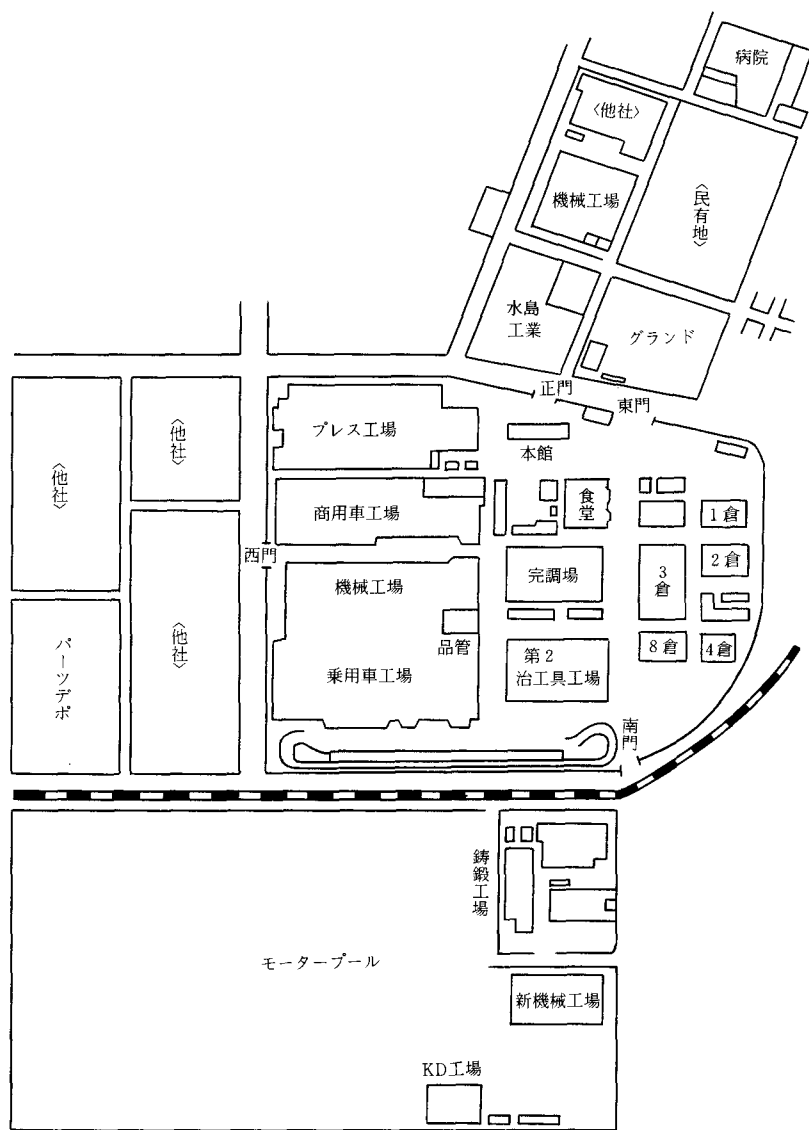 病院
〈他社〉
機械工場
〈民有地〉
水島
工業
グランド
正門
東門
プレス工場
本館
〈他社〉
〈他社〉
商用車工場
食堂
1倉
西門
機械工場
完調場
3倉
2倉
〈他社〉
パーツデポ
品管
乗用車工場
第2
治工具工場
8倉
4倉
南門
鋳鍛工場
モータープール
新機械工場
KD工場